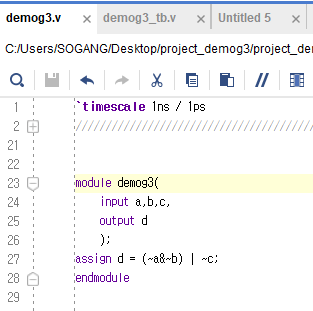 demog3.v
demog3_tb.v
Untitled 5
C:/Users/SOGANG/Desktop/project_demog3/project_de
1 `timescale 1ns / 1ps
2 ////////////////////////////////////////
21
22
23 module demog3(
24 input a,b,c,
25 output d
26 );
27 assign d = (~a&~b) | ~c;
28 endmodule
29